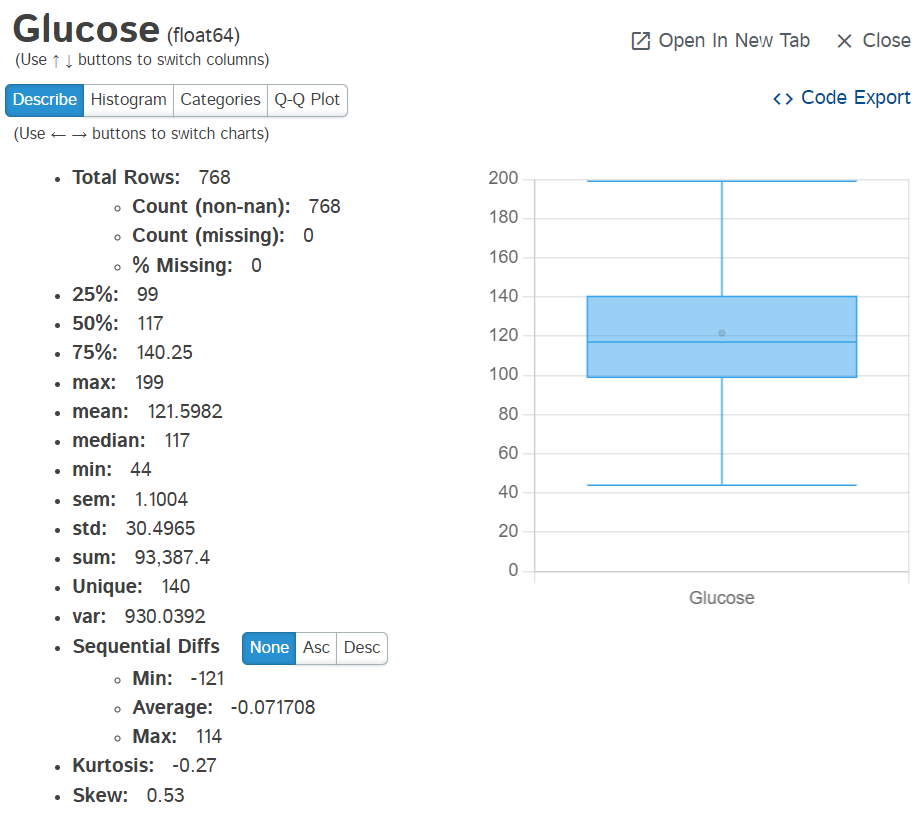 Glucose (float64)
(Use ↑ ↓ buttons to switch columns)
Open In New Tab
Close
Describe
Histogram
Categories
Q-Q Plot
Code Export
(Use ← → buttons to switch charts)
Total Rows: 768
Count (non-nan): 768
Count (missing): 0
% Missing: 0
25%: 99
50%: 117
75%: 140.25
max: 199
mean: 121.5982
median: 117
min: 44
sem: 1.1004
std: 30.4965
sum: 93,387.4
Unique: 140
var: 930.0392
Sequential Diffs
None
Asc
Desc
Min: -121
Average: -0.071708
Max: 114
Kurtosis: -0.27
Skew: 0.53
200
180
160
140
120
100
80
60
40
20
0
Glucose